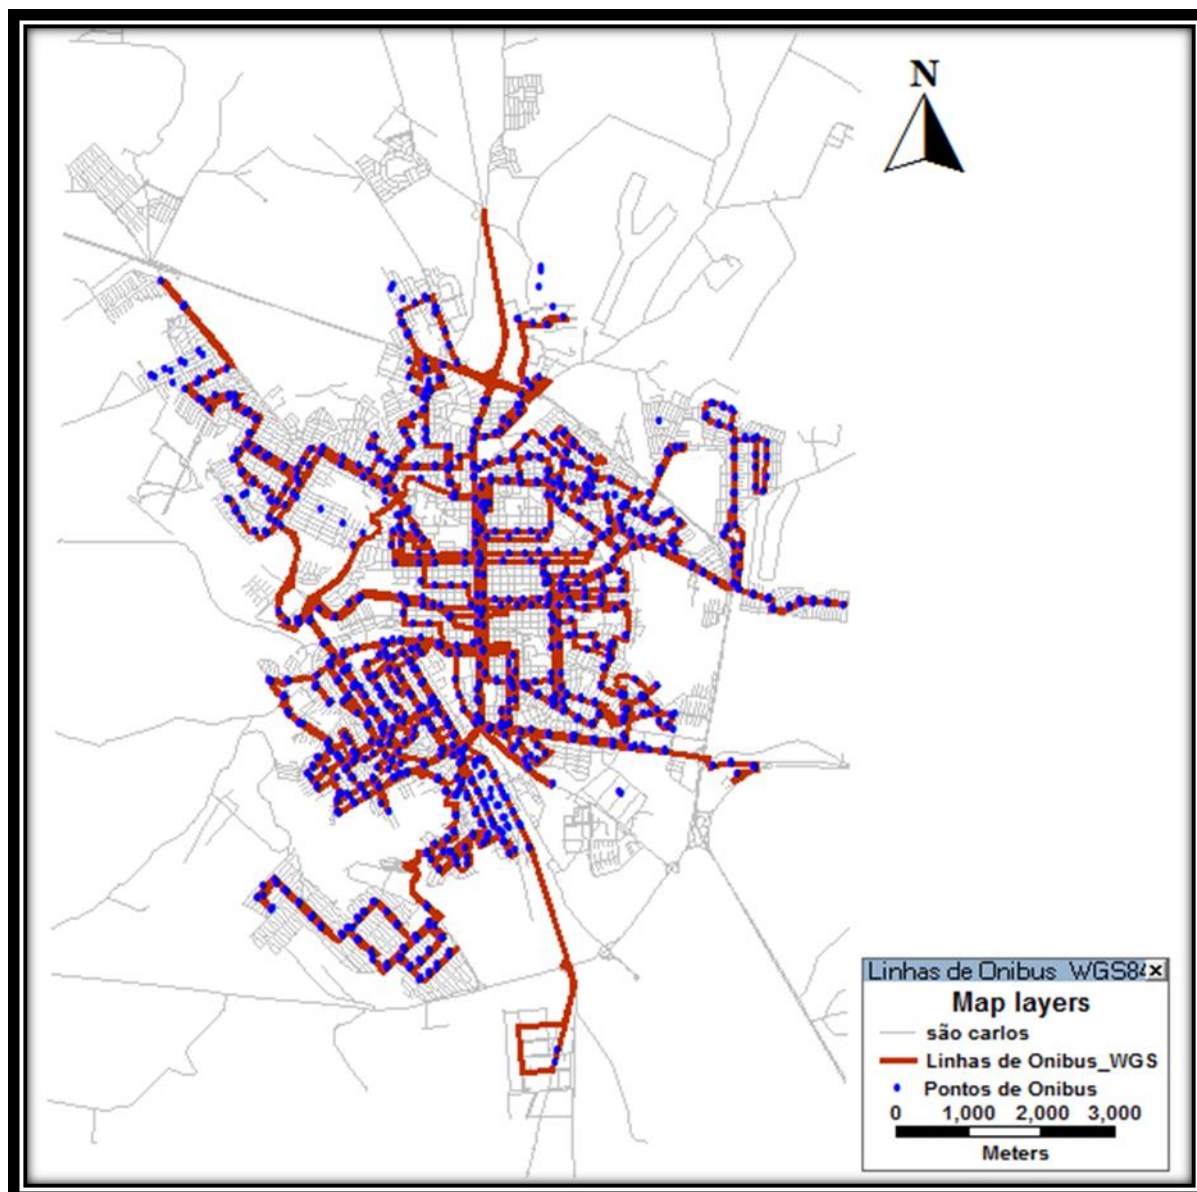 N
Linhas de Onibus_WGS84
Map layers
são carlos
Linhas de Onibus_WGS
Pontos de Onibus
0 1,000 2,000 3,000
Meters